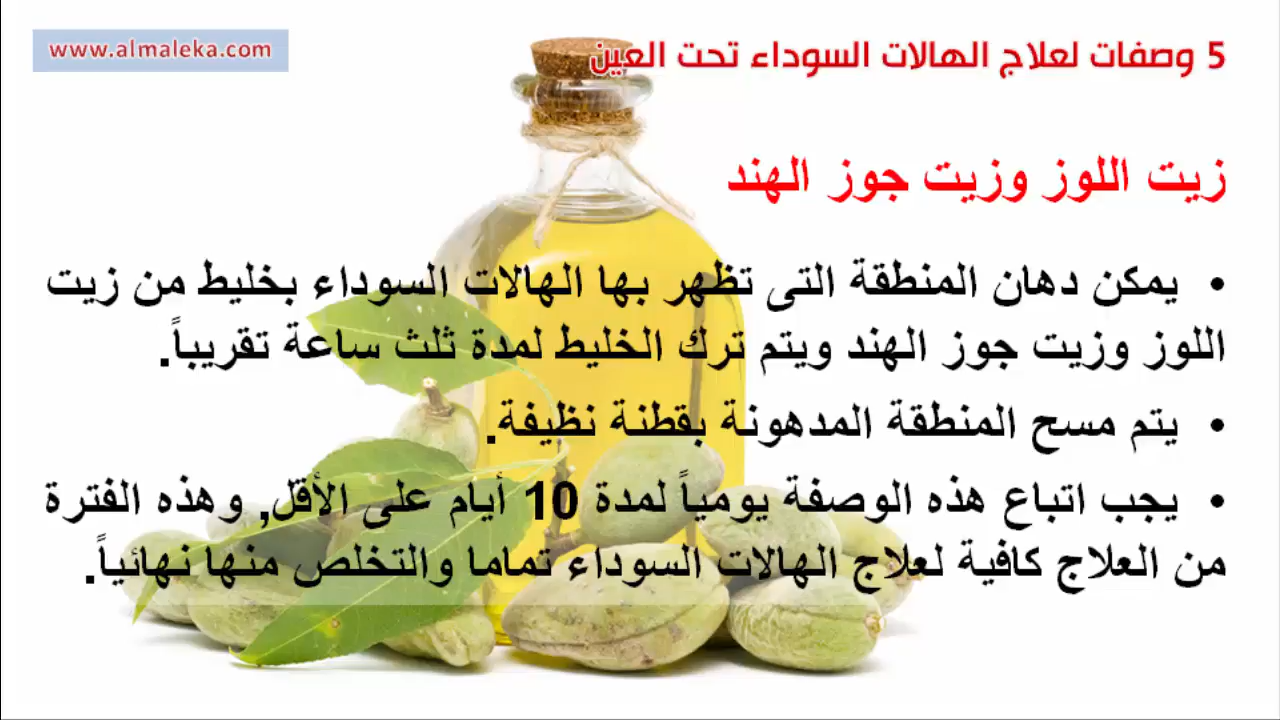 www.almaleka.com
5 وصفات لعلاج الهالات السوداء تحت العين
زيت اللوز وزيت جوز الهند
• يمكن دهان المنطقة التى تظهر بها الهالات السوداء بخليط من زيت
اللوز وزيت جوز الهند ويتم ترك الخليط لمدة ثلث ساعة تقريباً.
• يتم مسح المنطقة المدهونة بقطنة نظيفة.
• يجب اتباع هذه الوصفة يومياً لمدة 10 أيام على الأقل, وهذه الفترة
من العلاج كافية لعلاج الهالات السوداء تماما والتخلص منها نهائياً.